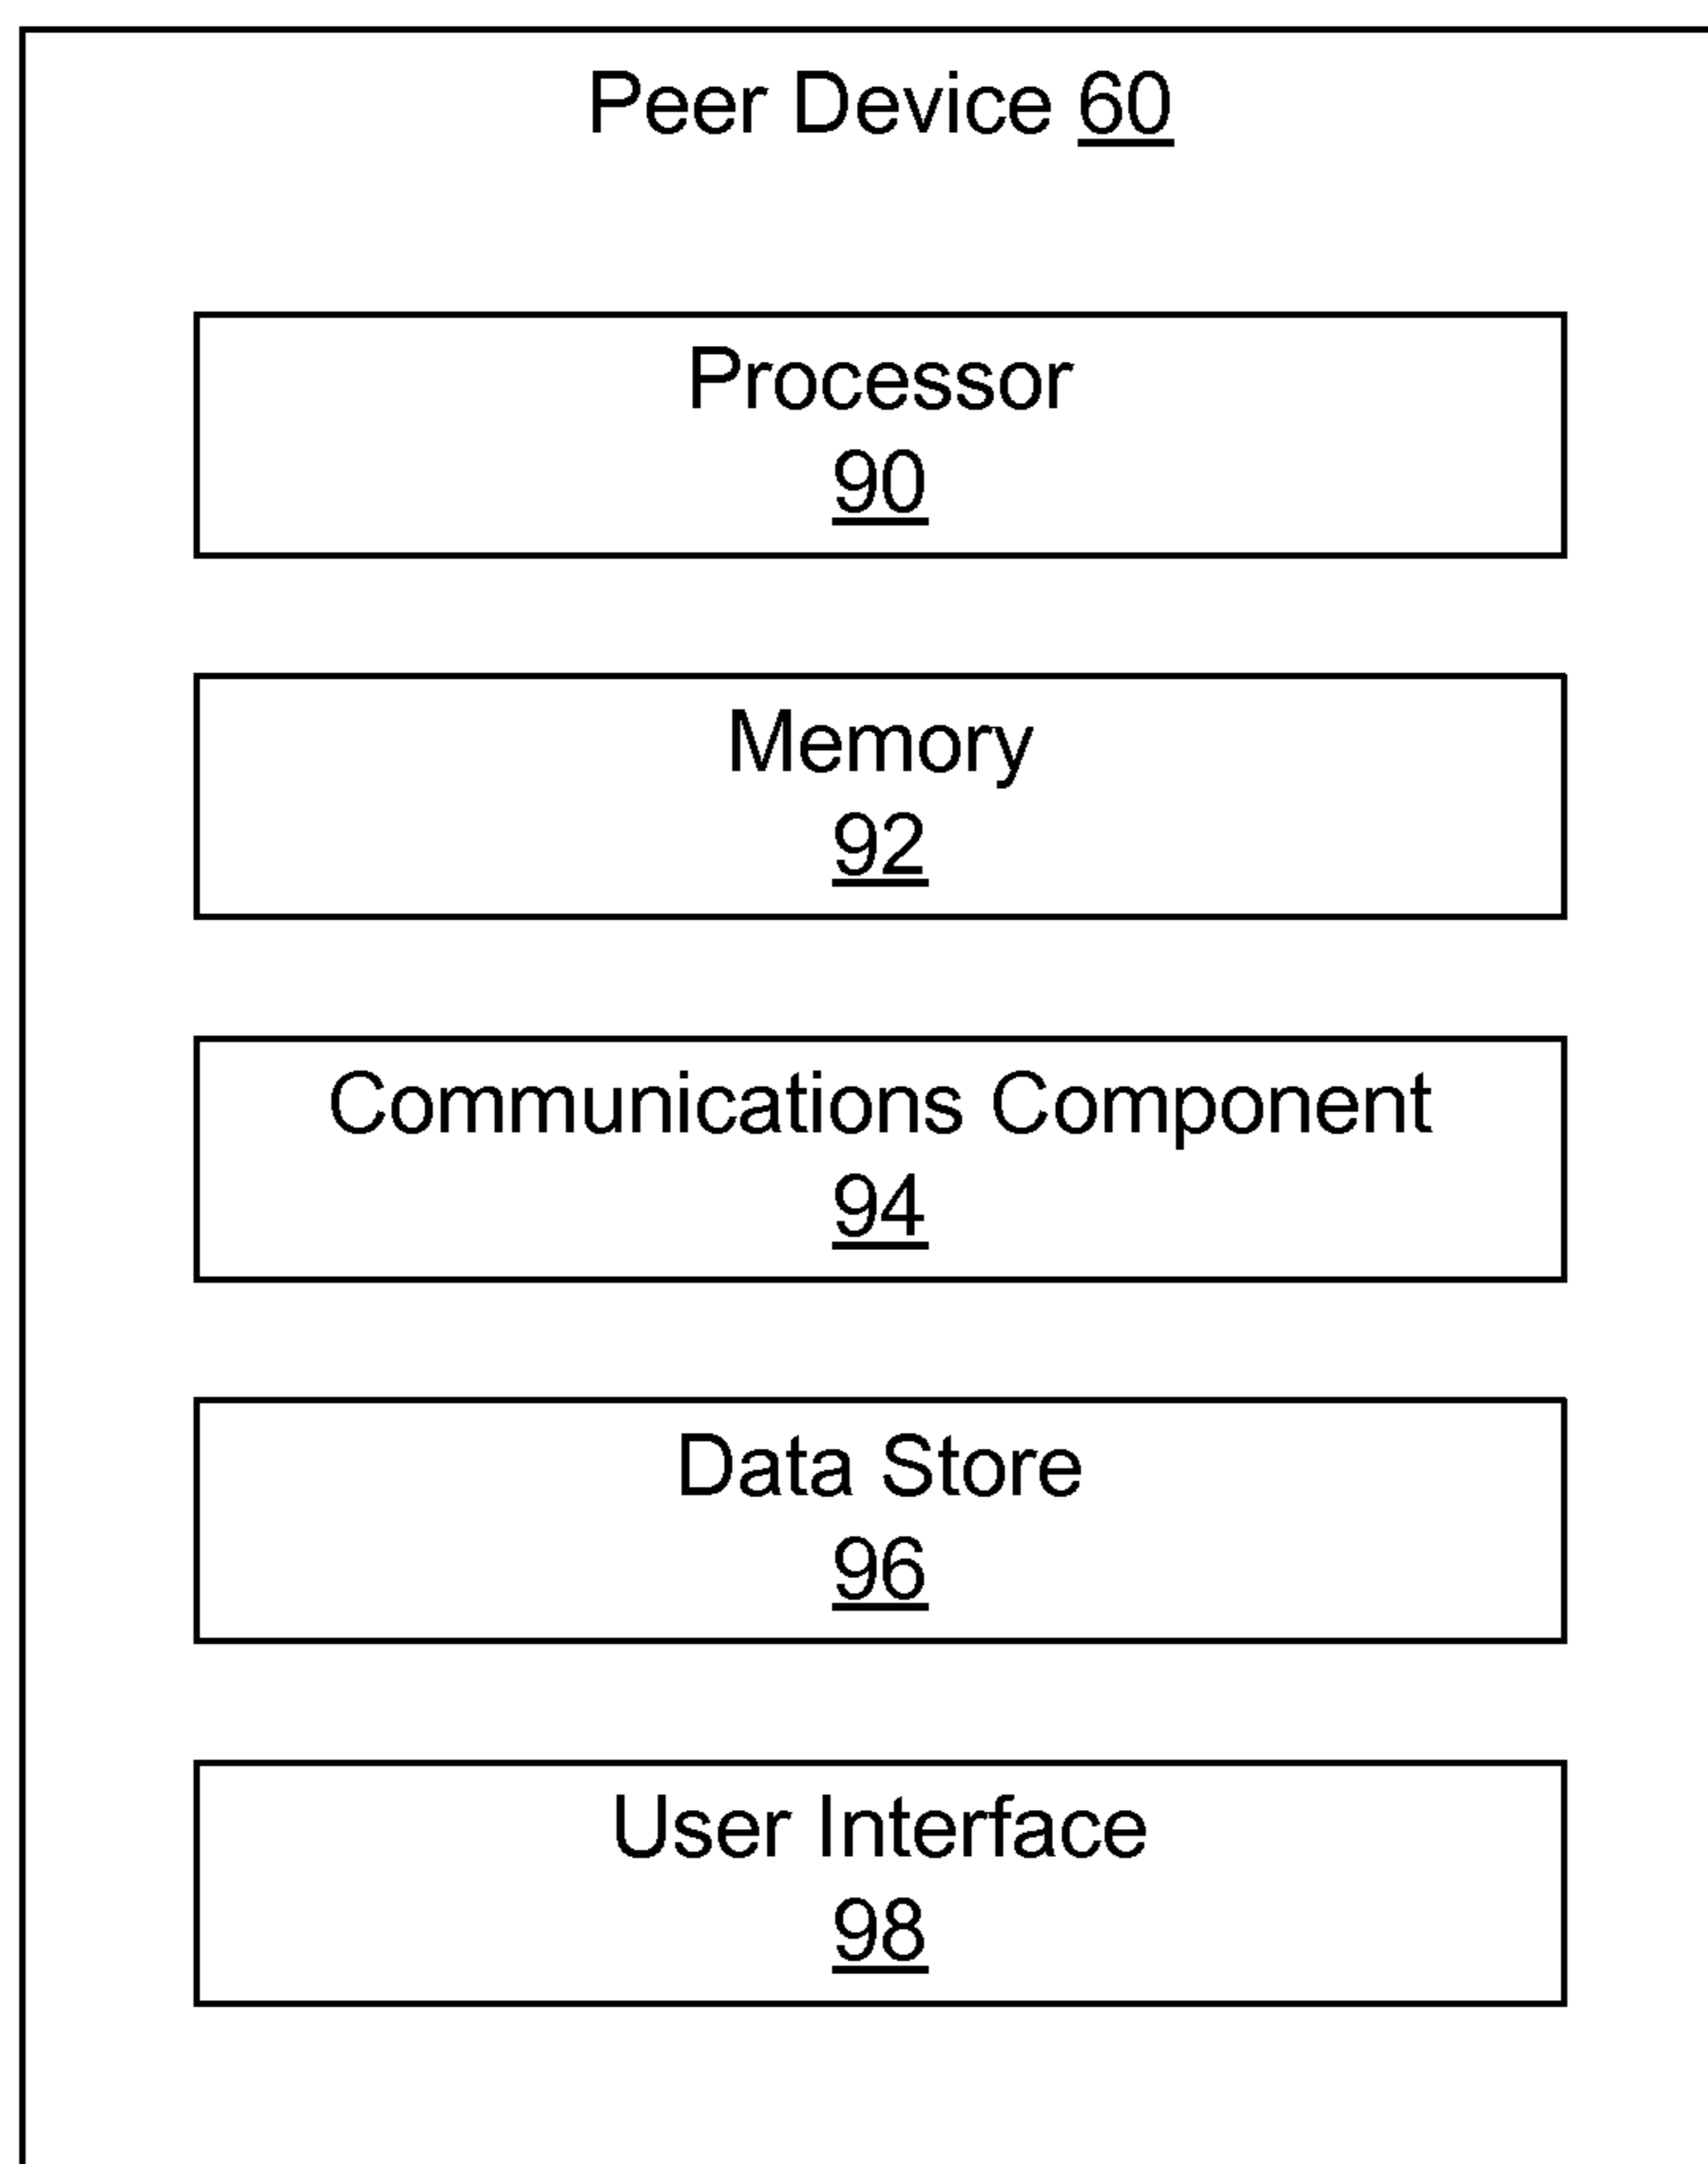 Peer Device 60
Processor
90
Memory
92
Communications Component
94
Data Store
96
User Interface
98